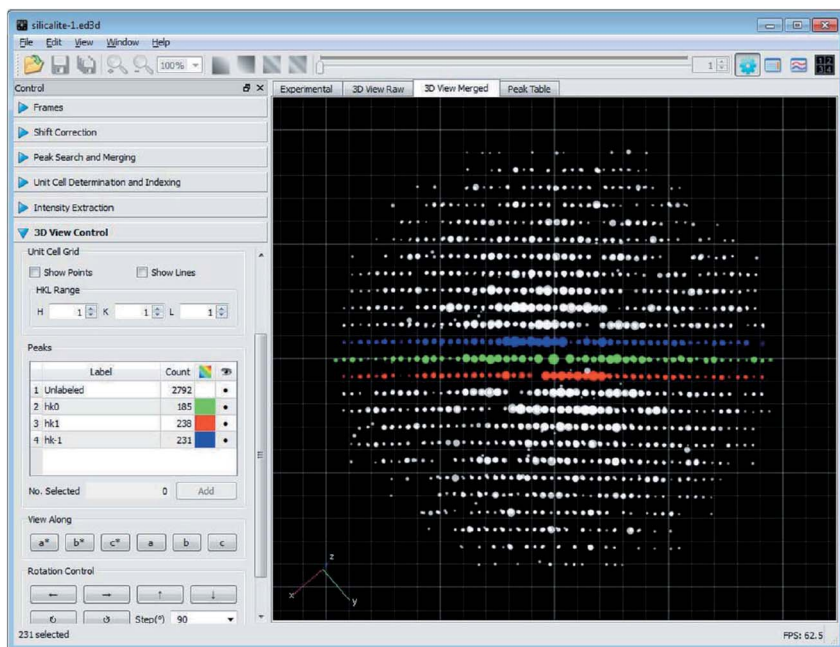 silicalite-1.ed3d
File Edit View Window Help
100% 1
Control
Experimental 3D View Raw 3D View Merged Peak Table
Frames
Shift Correction
Peak Search and Merging
Unit Cell Determination and Indexing
Intensity Extraction
3D View Control
Unit Cell Grid
Show Points Show Lines
HKL Range
H 1 K 1 L 1
Peaks
Label Count
1 Unlabeled 2792
2 hk0 185
3 hk1 238
4 hk-1 231
No. Selected 0 Add
View Along
a* b* c* a b c
Rotation Control
Step(°) 90
z
x
y
231 selected FPS: 62.5